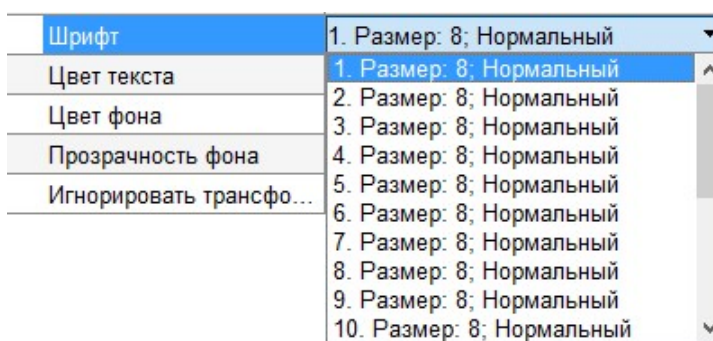 Шрифт
1. Размер: 8; Нормальный
Цвет текста
Цвет фона
Прозрачность фона
Игнорировать трансфо...
1. Размер: 8; Нормальный
2. Размер: 8; Нормальный
3. Размер: 8; Нормальный
4. Размер: 8; Нормальный
5. Размер: 8; Нормальный
6. Размер: 8; Нормальный
7. Размер: 8; Нормальный
8. Размер: 8; Нормальный
9. Размер: 8; Нормальный
10. Размер: 8; Нормальный